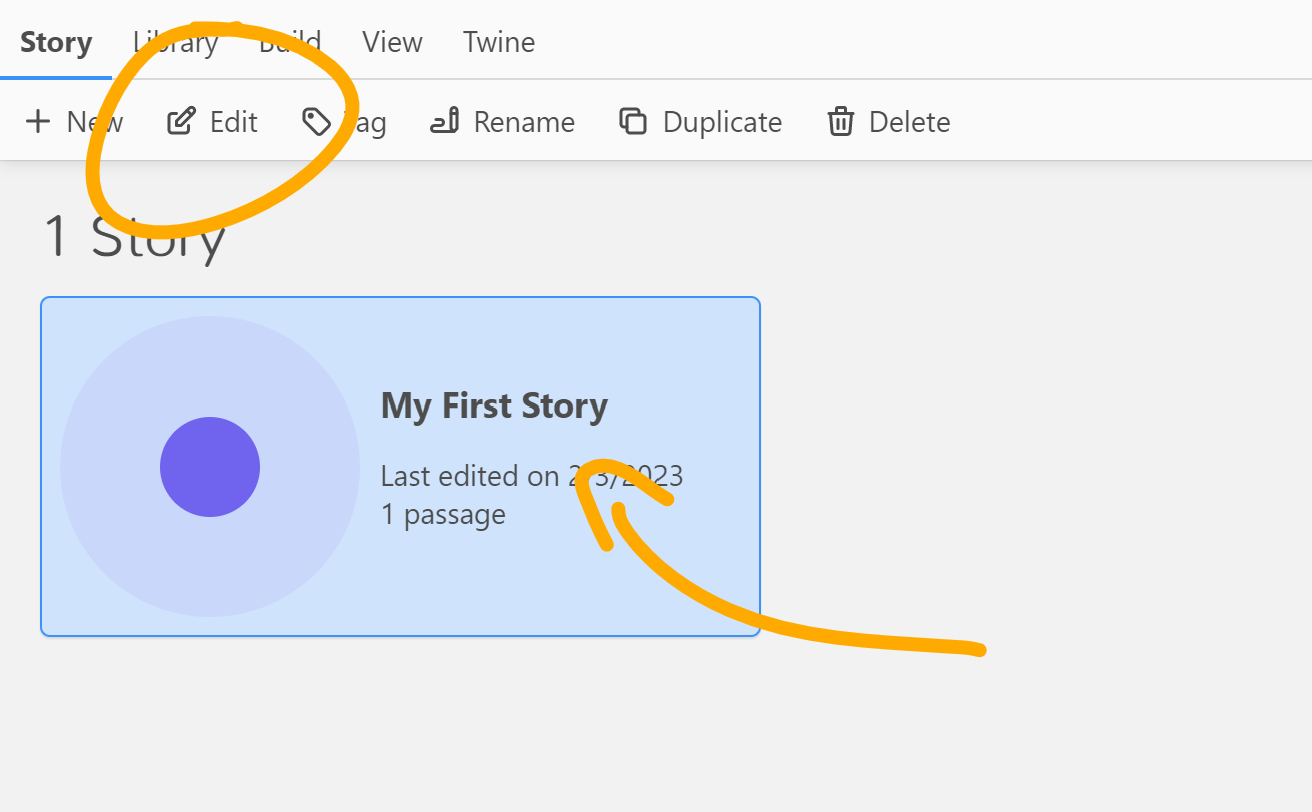 Story Library Build View Twine
New Edit Tag Rename Duplicate Delete
1 Story
My First Story
Last edited on 2/3/2023
1 passage